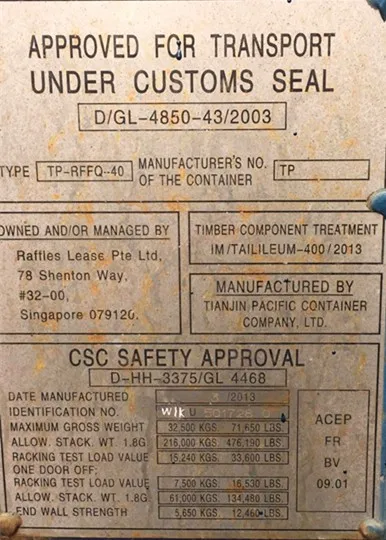 APPROVED FOR TRANSPORT
UNDER CUSTOMS SEAL
D/GL-4850-43/2003
TYPE TP-RFFQ-40 MANUFACTURER'S NO. OF THE CONTAINER TP
OWNED AND/OR MANAGED BY
Raffles Lease Pte Ltd,
78 Shenton Way,
#32-00,
Singapore 079120.
TIMBER COMPONENT TREATMENT
IM/TAILILEUM-400/2013
MANUFACTURED BY
TIANJIN PACIFIC CONTAINER
COMPANY, LTD.
CSC SAFETY APPROVAL
D-HH-3375/GL 4468
DATE MANUFACTURED 3/2013
IDENTIFICATION NO. WIK U
MAXIMUM GROSS WEIGHT 32,500 KGS. 71,650 LBS.
ALLOW. STACK. WT. 1.8G 216,000 KGS. 476,190 LBS.
RACKING TEST LOAD VALUE 15,240 KGS. 33,600 LBS.
ONE DOOR OFF;
RACKING TEST LOAD VALUE 7,500 KGS. 16,530 LBS.
ALLOW. STACK. WT. 1.8G 61,000 KGS. 134,480 LBS.
END WALL STRENGTH 5,650 KGS. 12,460 LBS.
ACEP
FR
BV
09.01